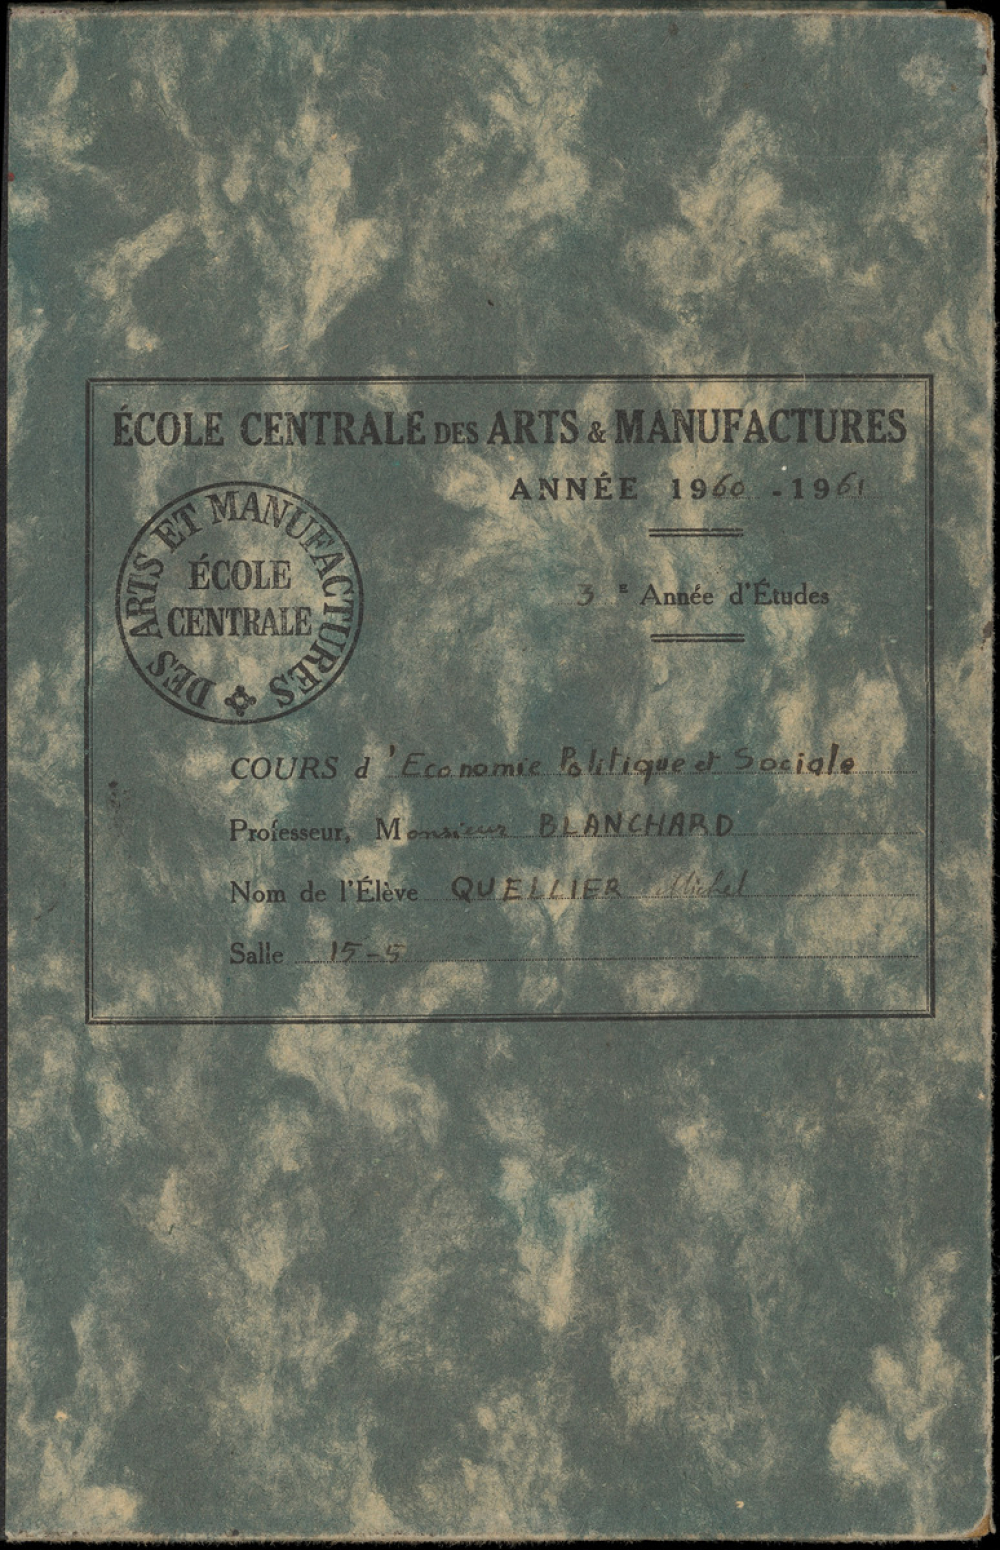 ÉCOLE CENTRALE DES ARTS & MANUFACTURES
ANNÉE 1960 - 1961
3 E Année d'Études
DES ARTS ET MANUFACTURES
ÉCOLE
CENTRALE
COURS d'Economie Politique et Sociale
Professeur, Monsieur BLANCHARD
Nom de l'Élève QUELLIER Michel
Salle 15-5